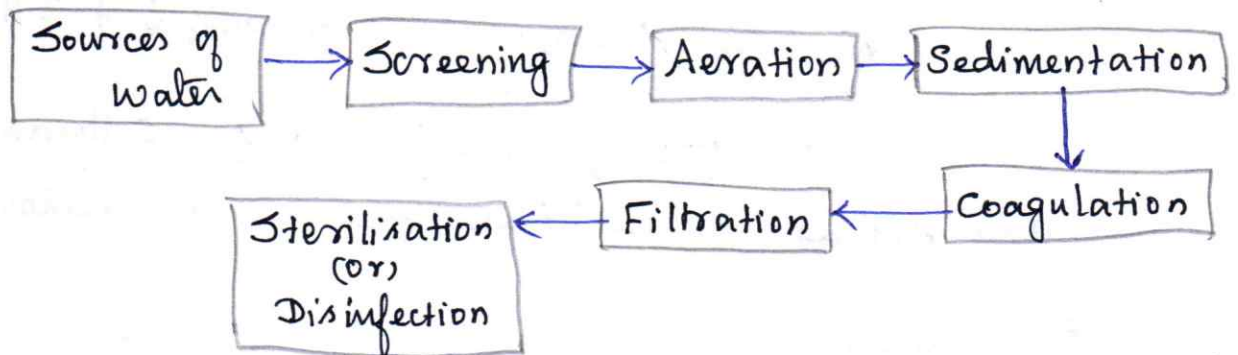 Sources of
water
Screening
Aeration
Sedimentation
Coagulation
Filtration
Sterilisation
(or)
Disinfection